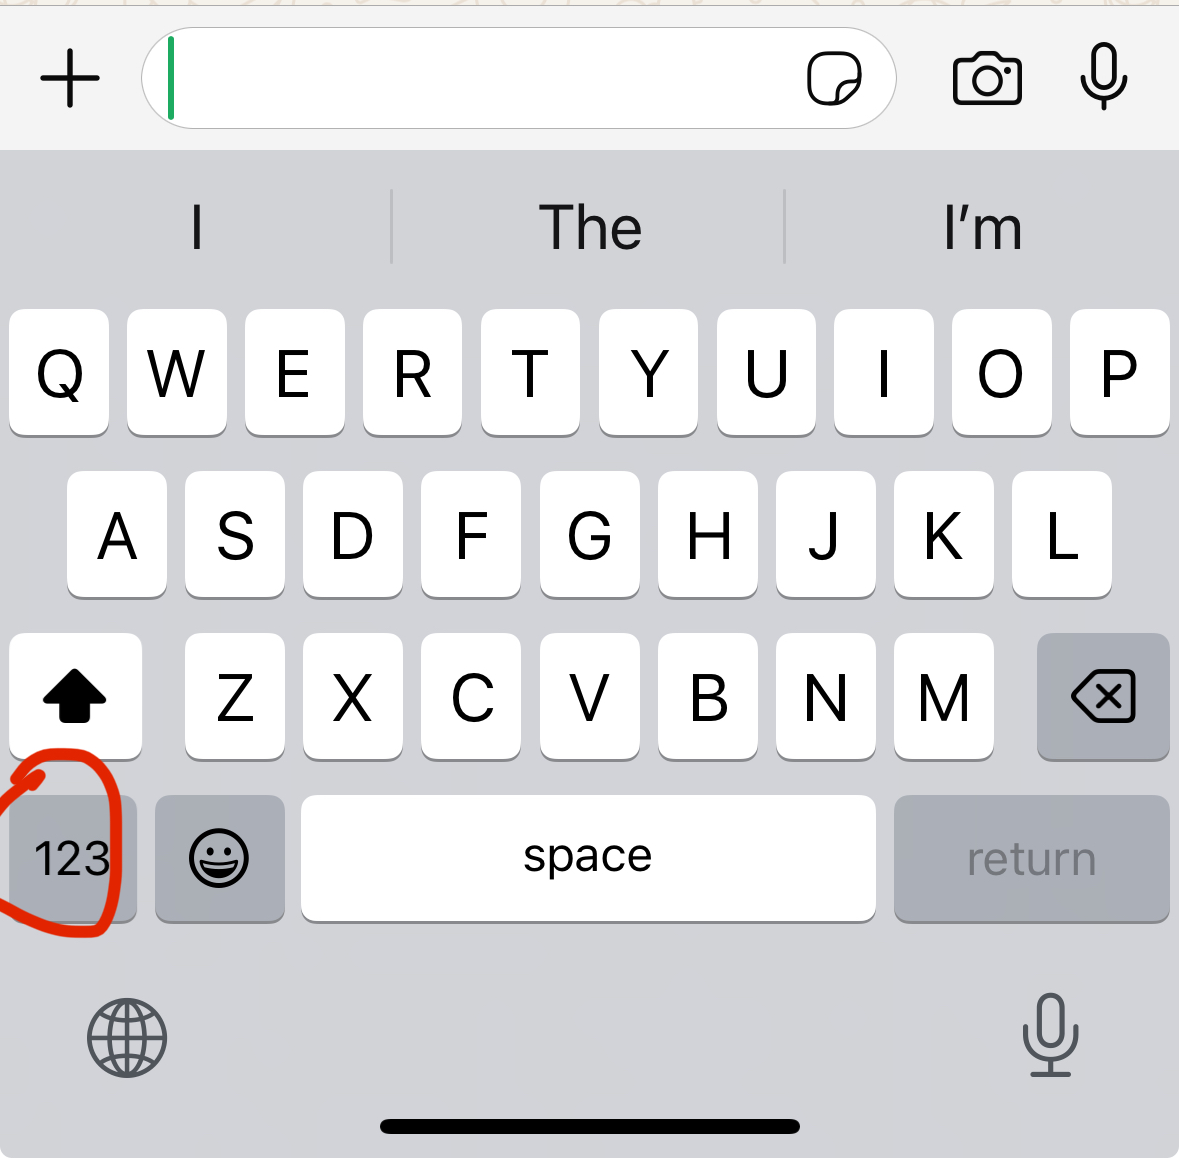 I The I’m
Q W E R T Y U I O P
A S D F G H J K L
Z X C V B N M
123 space return